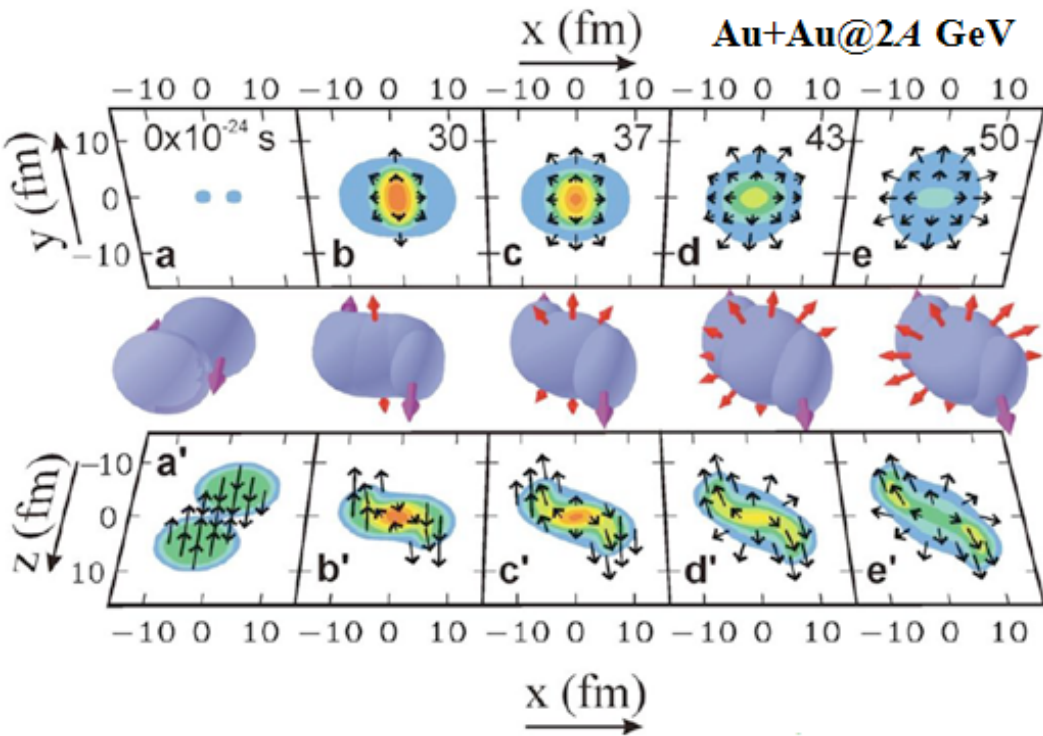 x (fm)
Au+Au@2A GeV
−10 0 10 −10 0 10 −10 0 10 −10 0 10 −10 0 10
y (fm)
10
0
−10
0x10⁻²⁴ s
30
37
43
50
a
b
c
d
e
z (fm)
-10
0
10
a'
b'
c'
d'
e'
−10 0 10 −10 0 10 −10 0 10 −10 0 10 −10 0 10
x (fm)